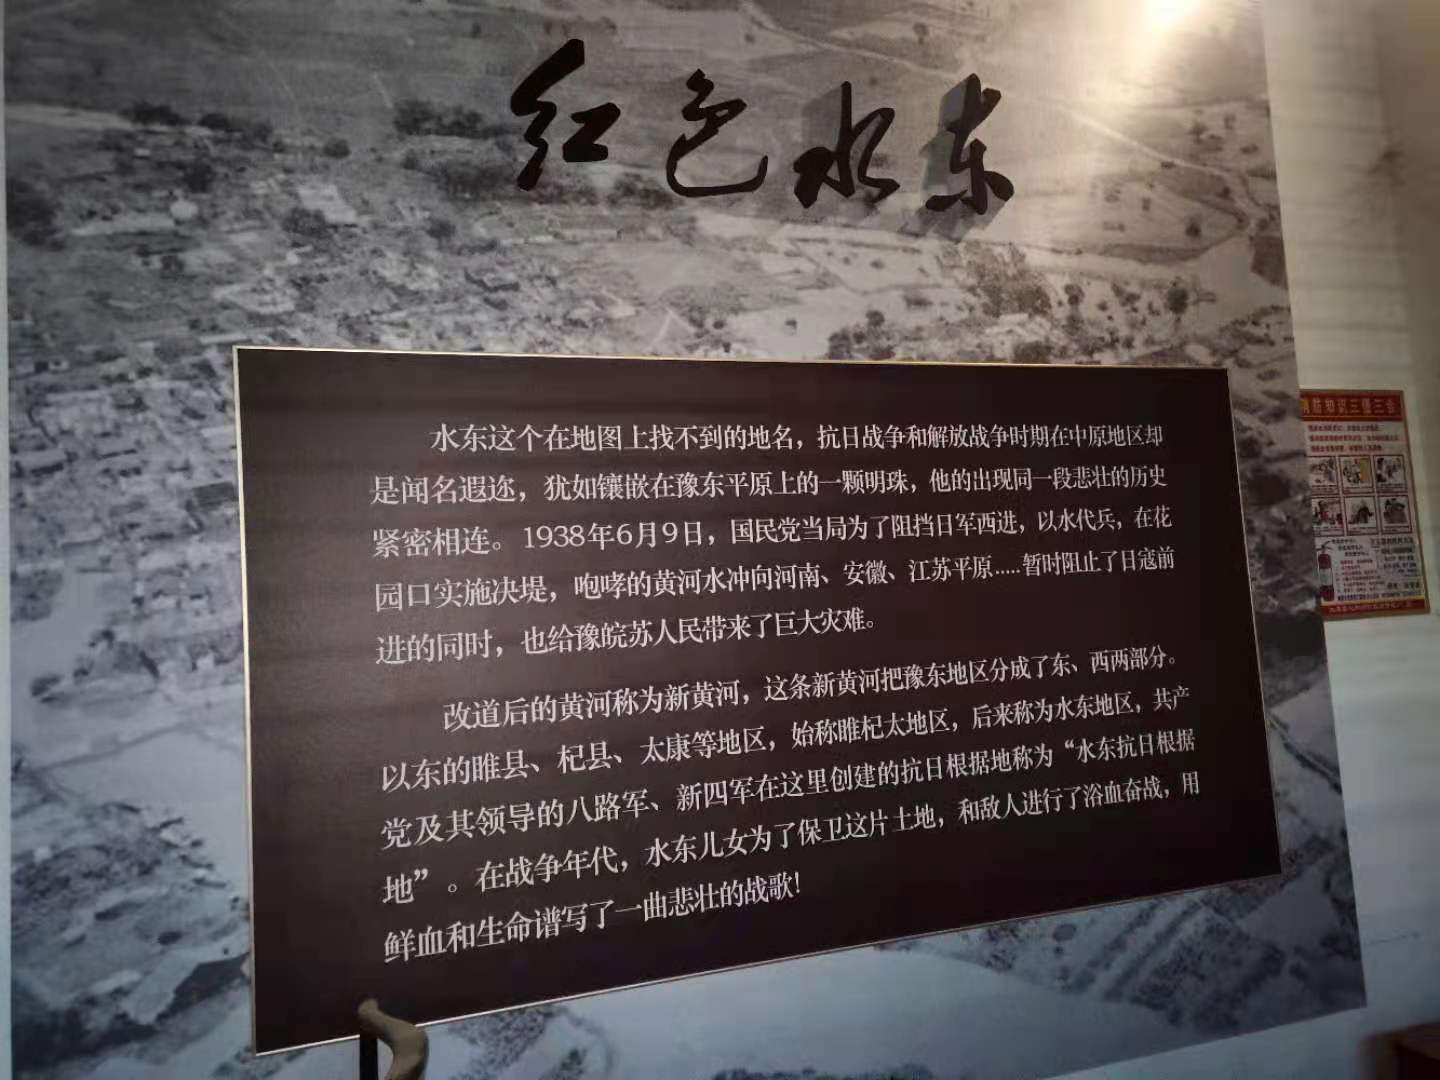 红色水东
水东这个在地图上找不到的地名，抗日战争和解放战争时期在中原地区却
是闻名遐迩，犹如镶嵌在豫东平原上的一颗明珠，他的出现同一段悲壮的历史
紧密相连。1938年6月9日，国民党当局为了阻挡日军西进，以水代兵，在花
园口实施决堤，咆哮的黄河水冲向河南、安徽、江苏平原.....暂时阻止了日寇前
进的同时，也给豫皖苏人民带来了巨大灾难。
改道后的黄河称为新黄河，这条新黄河把豫东地区分成了东、西两部分。
以东的睢县、杞县、太康等地区，始称睢杞太地区，后来称为水东地区，共产
党及其领导的八路军、新四军在这里创建的抗日根据地称为“水东抗日根据
地”。在战争年代，水东儿女为了保卫这片土地，和敌人进行了浴血奋战，用
鲜血和生命谱写了一曲悲壮的战歌！
消防知识三懂三会